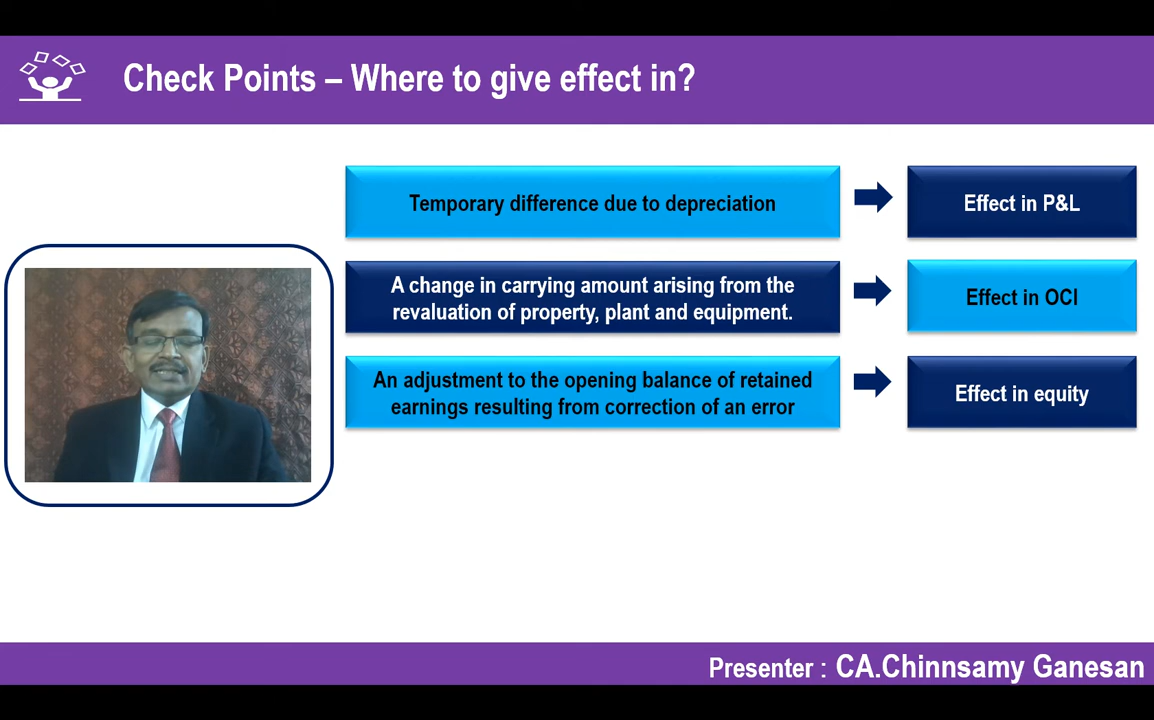 Check Points – Where to give effect in?
Temporary difference due to depreciation
Effect in P&L
A change in carrying amount arising from the
revaluation of property, plant and equipment.
Effect in OCI
An adjustment to the opening balance of retained
earnings resulting from correction of an error
Effect in equity
Presenter : CA.Chinnsamy Ganesan